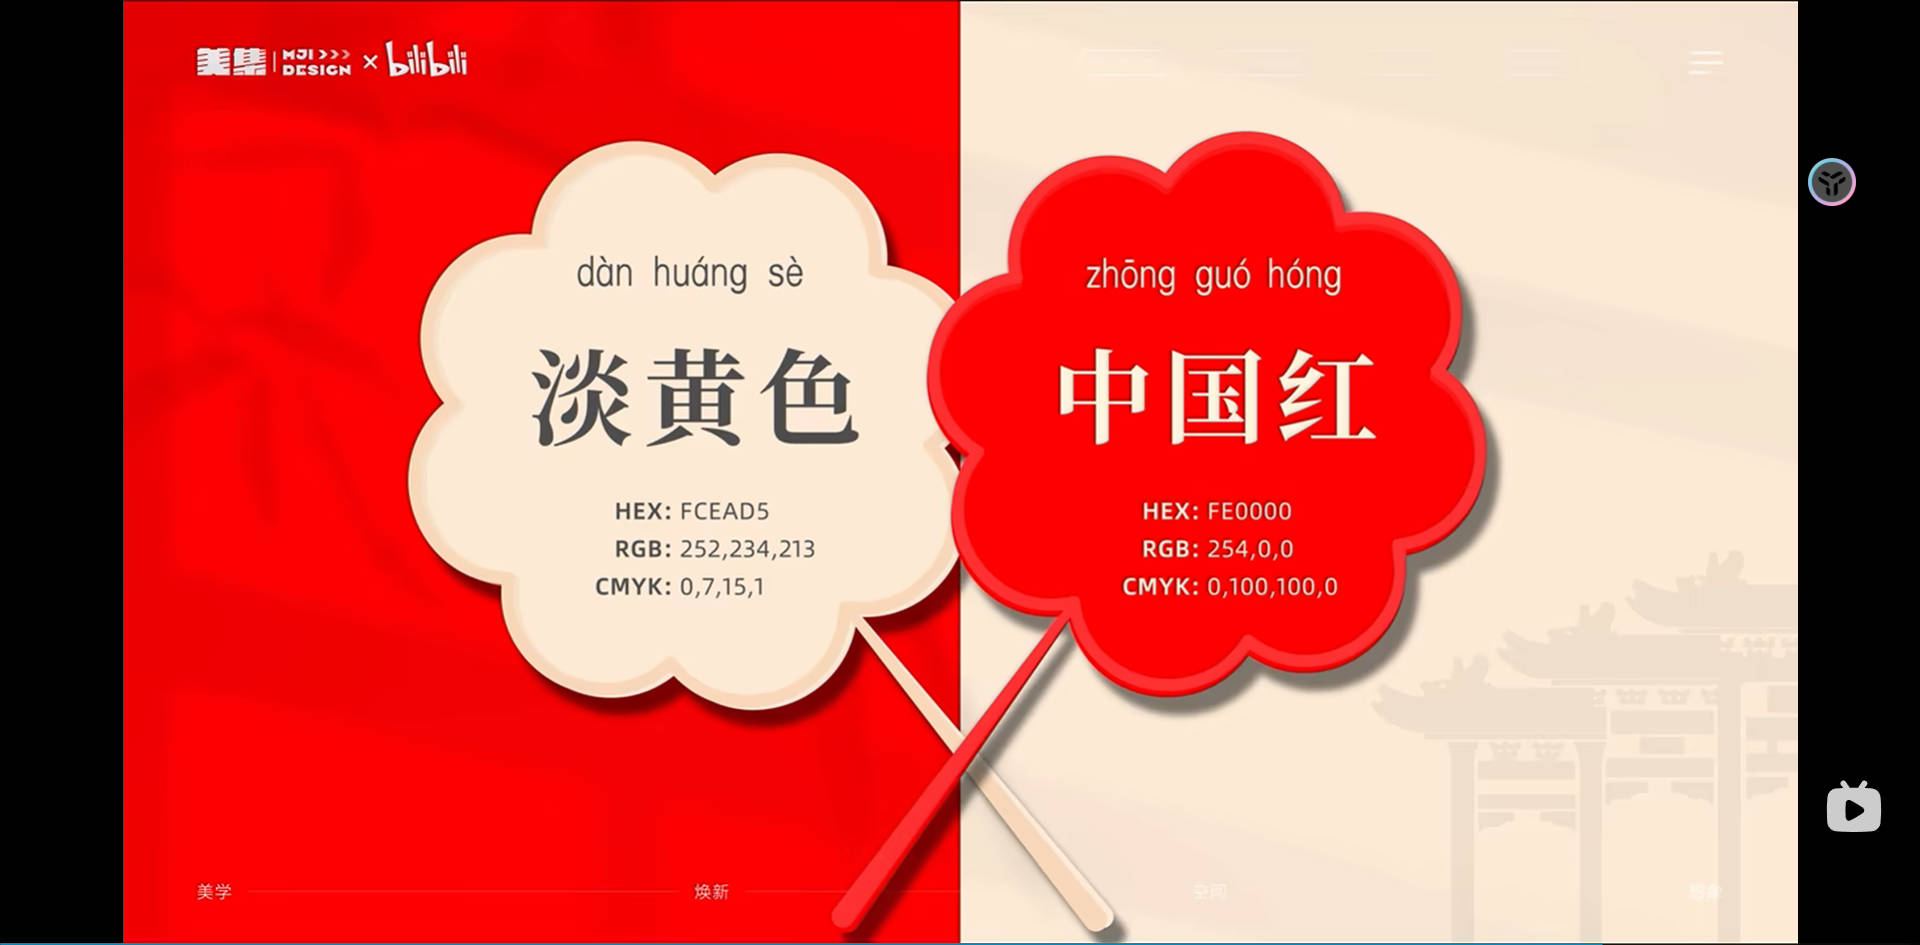 美集 MJI DESIGN × bilibili
dàn huáng sè
淡黄色
HEX: FCEAD5
RGB: 252,234,213
CMYK: 0,7,15,1
zhōng guó hóng
中国红
HEX: FE0000
RGB: 254,0,0
CMYK: 0,100,100,0
美学
焕新
空间